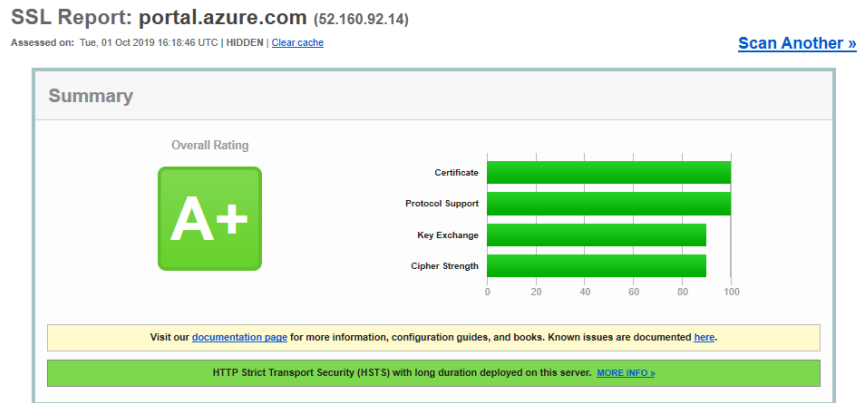 SSL Report: portal.azure.com (52.160.92.14)
Assessed on: Tue, 01 Oct 2019 16:18:46 UTC | HIDDEN | Clear cache
Scan Another »
Summary
Overall Rating
A+
Certificate
Protocol Support
Key Exchange
Cipher Strength
0 20 40 60 80 100
Visit our documentation page for more information, configuration guides, and books. Known issues are documented here.
HTTP Strict Transport Security (HSTS) with long duration deployed on this server. MORE INFO »